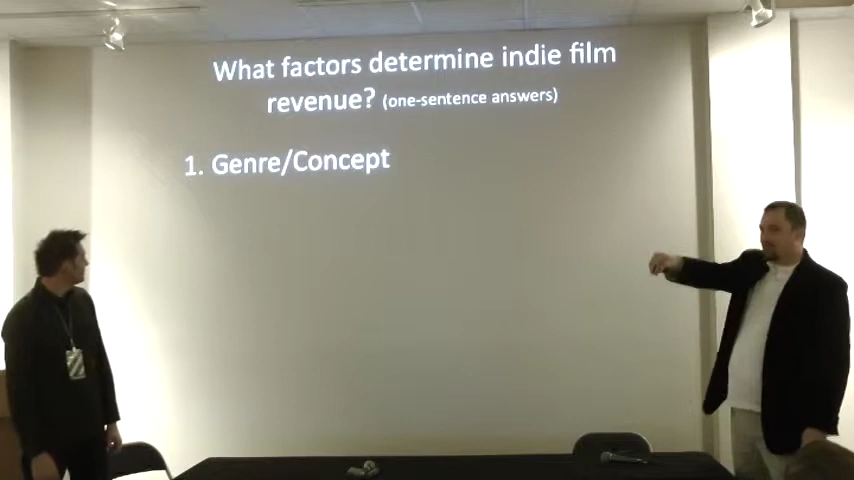 What factors determine indie film
revenue? (one-sentence answers)
1. Genre/Concept